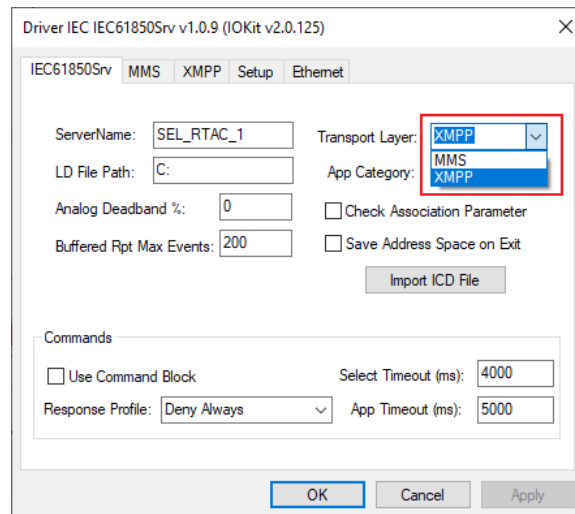 Driver IEC IEC61850Srv v1.0.9 (IOKit v2.0.125)
IEC61850Srv MMS XMPP Setup Ethernet
ServerName: SEL_RTAC_1 Transport Layer: XMPP
MMS
XMPP
LD File Path: C: App Category:
Analog Deadband %: 0 Check Association Parameter
Buffered Rpt Max Events: 200 Save Address Space on Exit
Import ICD File
Commands
Use Command Block Select Timeout (ms): 4000
Response Profile: Deny Always App Timeout (ms): 5000
OK Cancel Apply